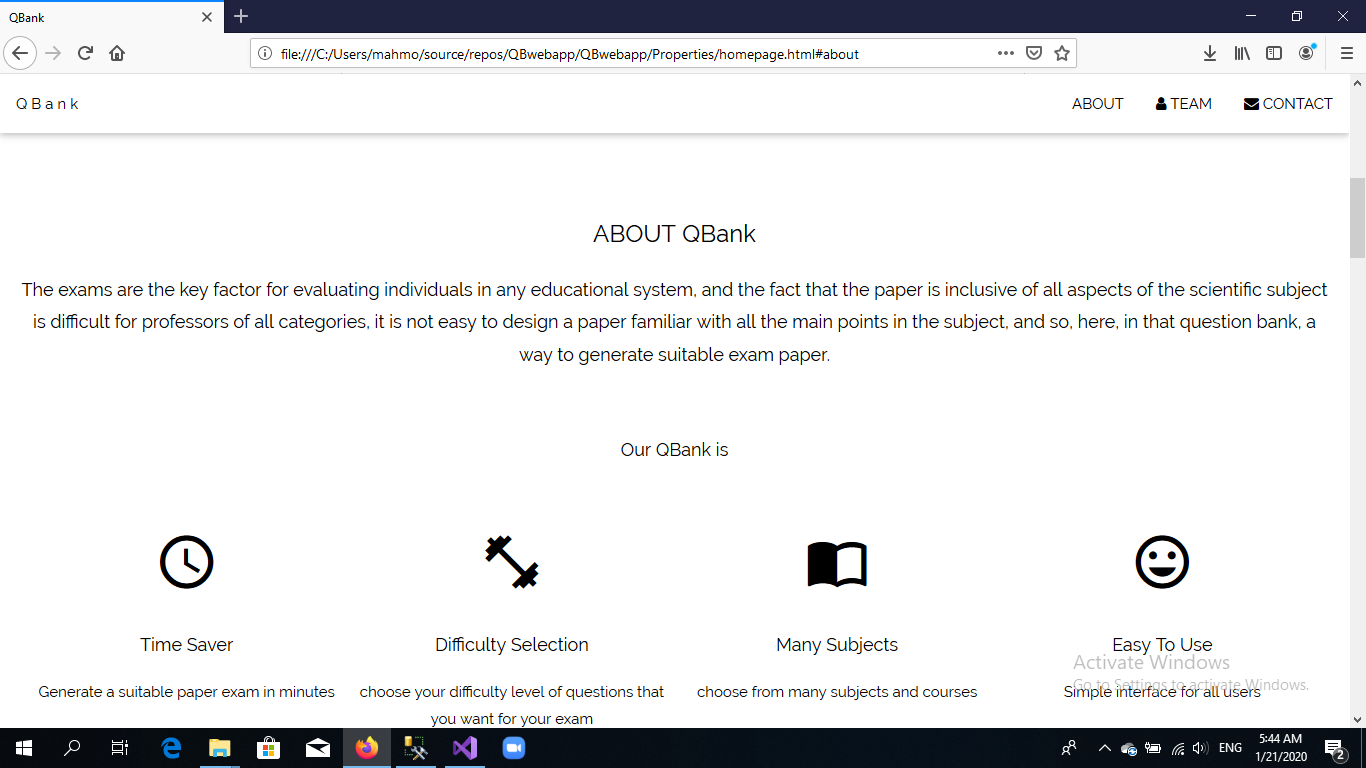 QBank
file:///C:/Users/mahmo/source/repos/QBwebapp/QBwebapp/Properties/homepage.html#about
QBank
ABOUT
TEAM
CONTACT
ABOUT QBank
The exams are the key factor for evaluating individuals in any educational system, and the fact that the paper is inclusive of all aspects of the scientific subject
is difficult for professors of all categories, it is not easy to design a paper familiar with all the main points in the subject, and so, here, in that question bank, a
way to generate suitable exam paper.
Our QBank is
Time Saver
Generate a suitable paper exam in minutes
Difficulty Selection
choose your difficulty level of questions that
you want for your exam
Many Subjects
choose from many subjects and courses
Easy To Use
Simple interface for all users
Activate Windows
Go to Settings to activate Windows.
ENG
5:44 AM
1/21/2020
2